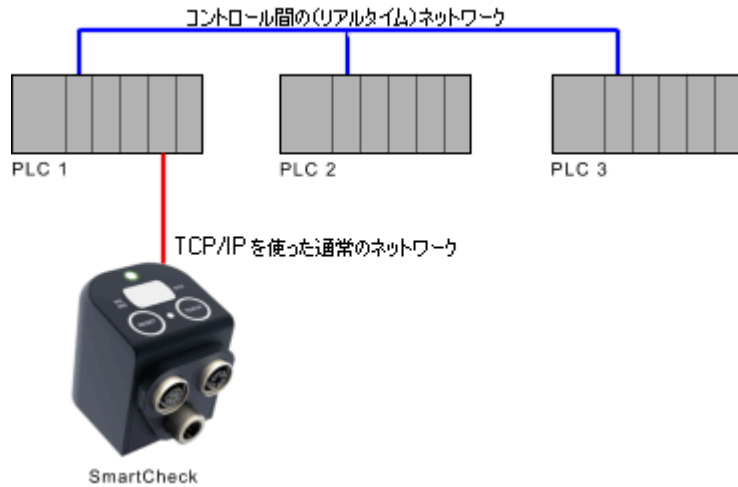 コントロール間の(リアルタイム)ネットワーク
PLC 1
PLC 2
PLC 3
TCP/IP を使った通常のネットワーク
SmartCheck